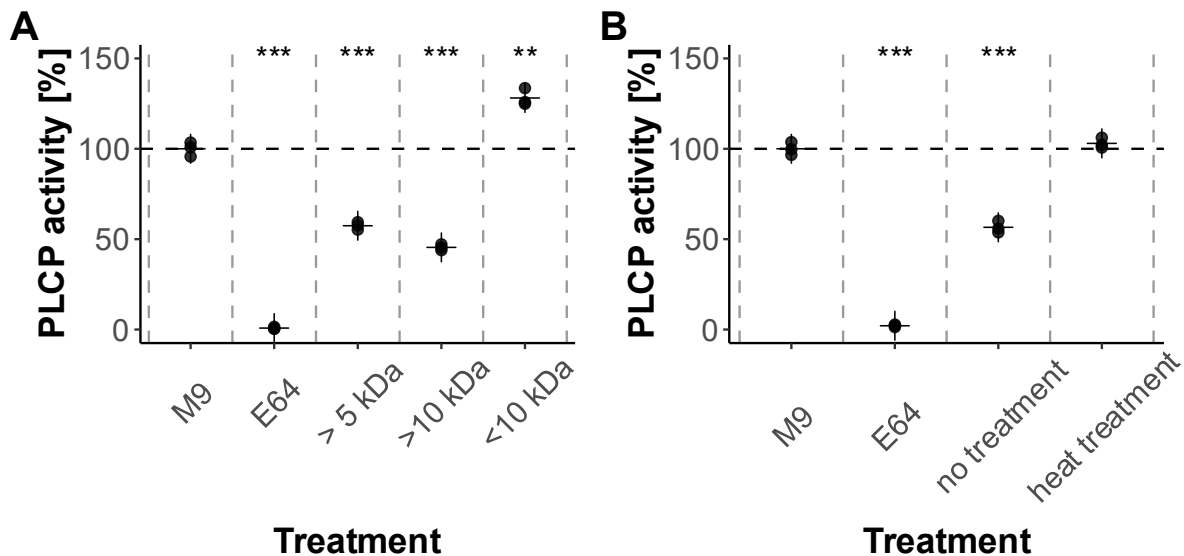 A
PLCP activity [%]
150
100
50
0
*** *** *** **
M9 E64 > 5 kDa >10 kDa <10 kDa
Treatment
B
PLCP activity [%]
150
100
50
0
*** ***
M9 E64 no treatment heat treatment
Treatment